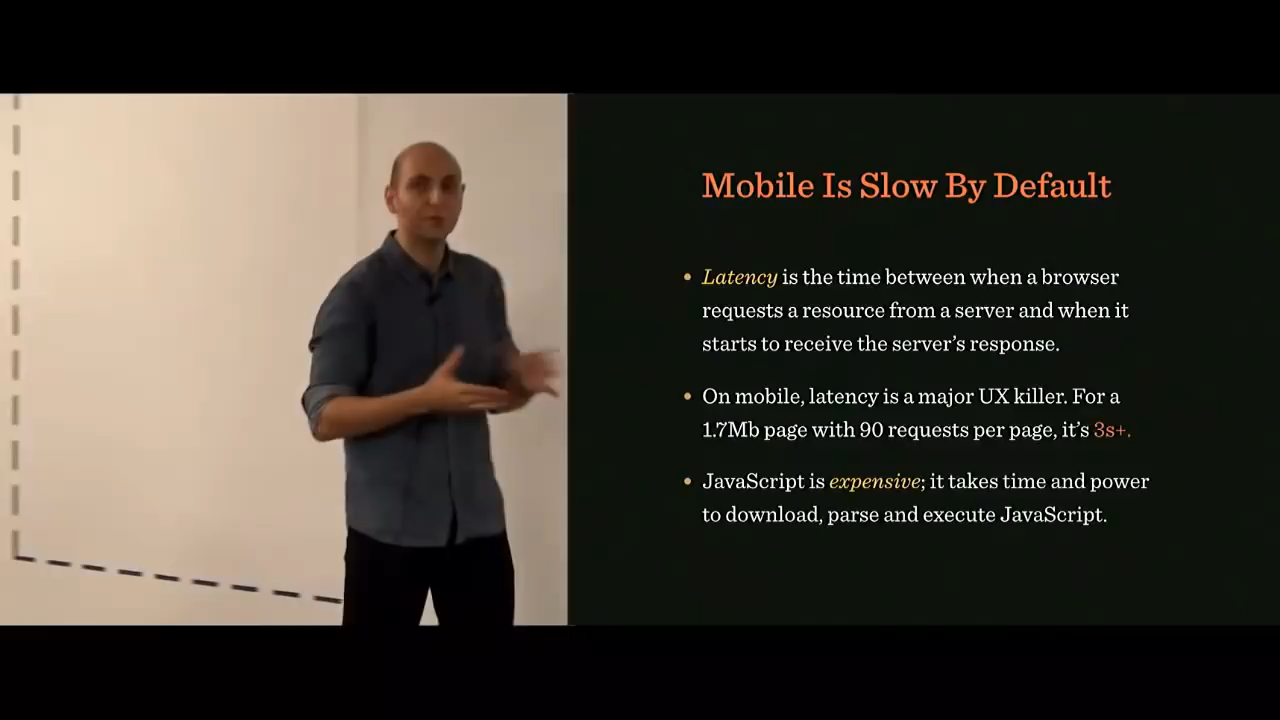 Mobile Is Slow By Default
• Latency is the time between when a browser
requests a resource from a server and when it
starts to receive the server’s response.
• On mobile, latency is a major UX killer. For a
1.7Mb page with 90 requests per page, it’s 3s+.
• JavaScript is expensive; it takes time and power
to download, parse and execute JavaScript.